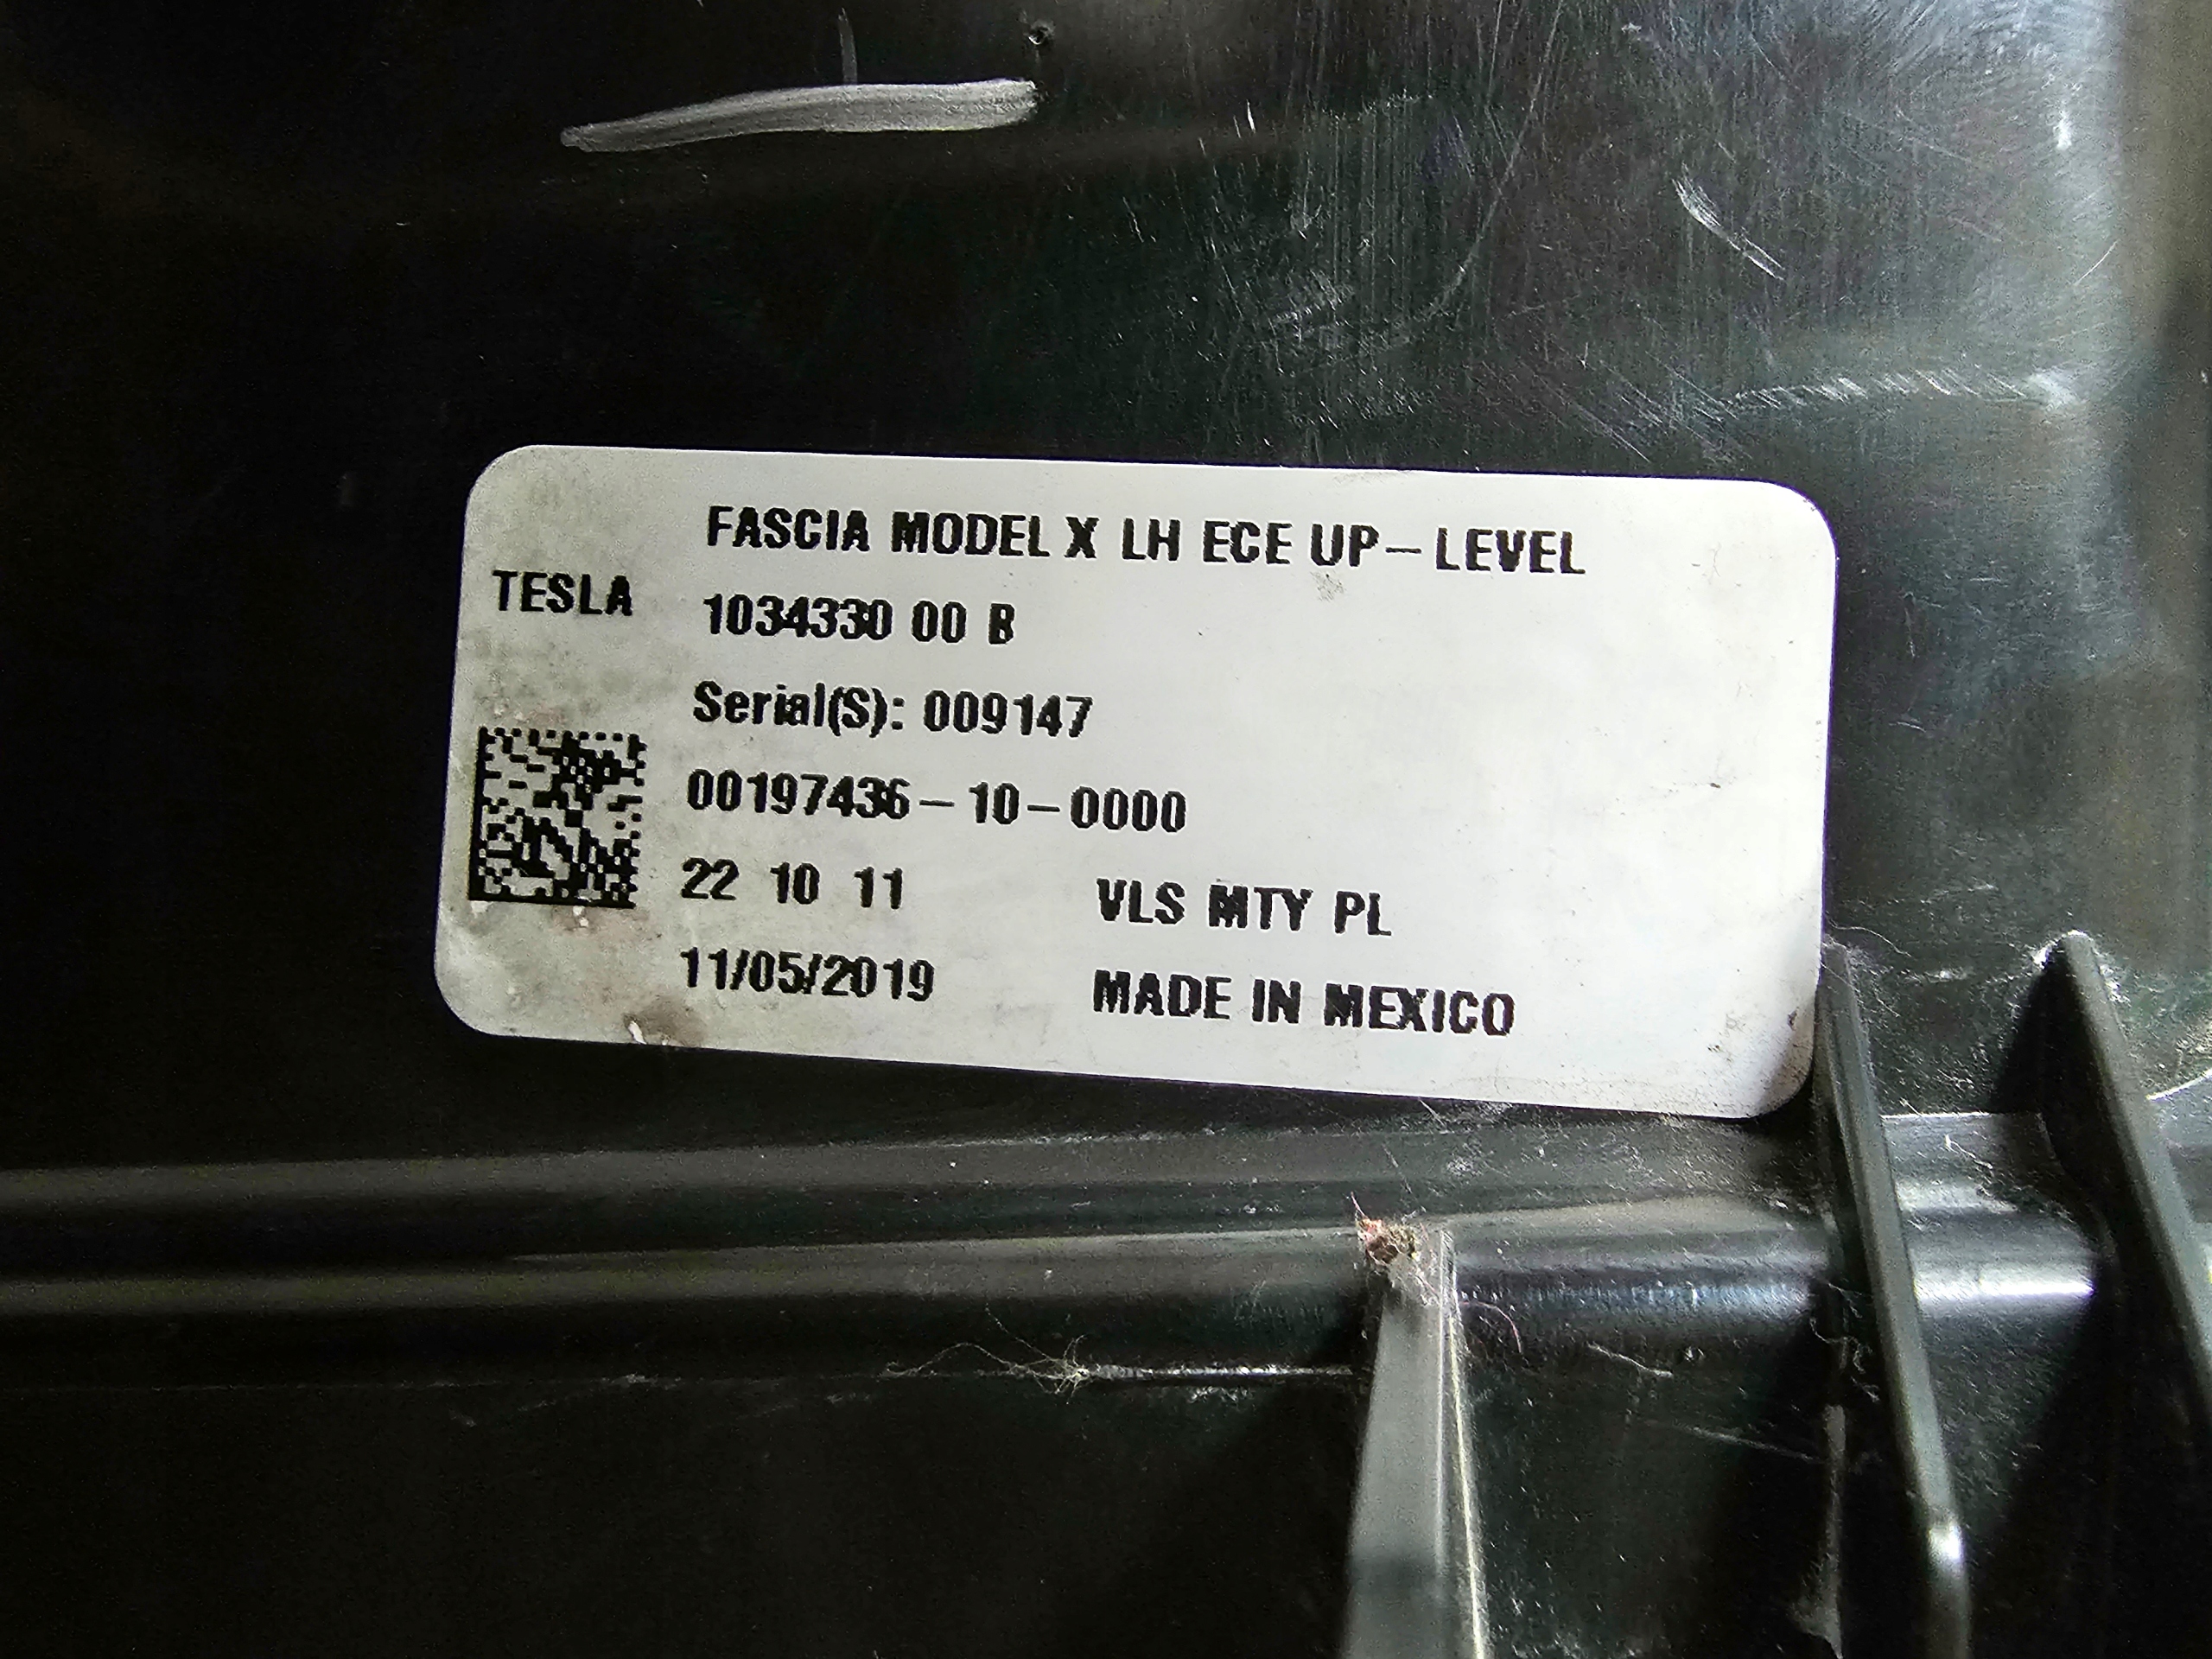 FASCIA MODEL X LH ECE UP-LEVEL
TESLA
1034330 00 B
Serial(S): 009147
00197436-10-0000
22 10 11
VLS MTY PL
11/05/2019
MADE IN MEXICO